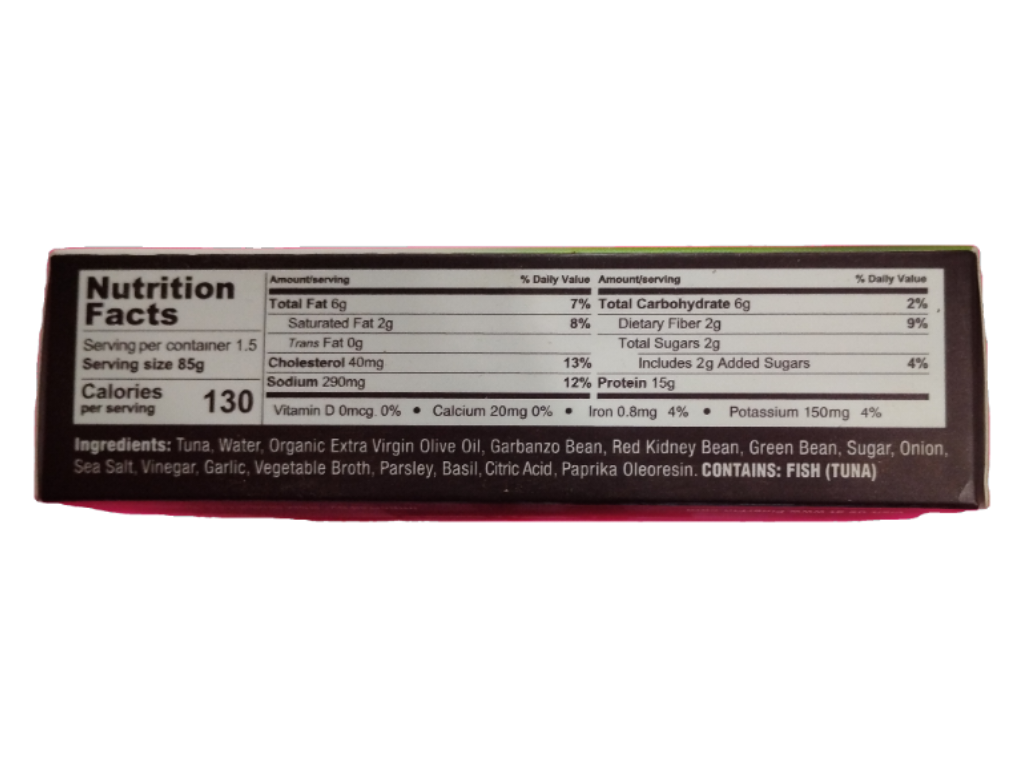 Nutrition
Facts
Serving per container 1.5
Serving size 85g
Calories
per serving
130
Amount/serving % Daily Value
Total Fat 6g 7%
Saturated Fat 2g 8%
Trans Fat 0g
Cholesterol 40mg 13%
Sodium 290mg 12%
Amount/serving % Daily Value
Total Carbohydrate 6g 2%
Dietary Fiber 2g 9%
Total Sugars 2g
Includes 2g Added Sugars 4%
Protein 15g
Vitamin D 0mcg. 0% • Calcium 20mg 0% • Iron 0.8mg 4% • Potassium 150mg 4%
Ingredients: Tuna, Water, Organic Extra Virgin Olive Oil, Garbanzo Bean, Red Kidney Bean, Green Bean, Sugar, Onion,
Sea Salt, Vinegar, Garlic, Vegetable Broth, Parsley, Basil, Citric Acid, Paprika Oleoresin. CONTAINS: FISH (TUNA)